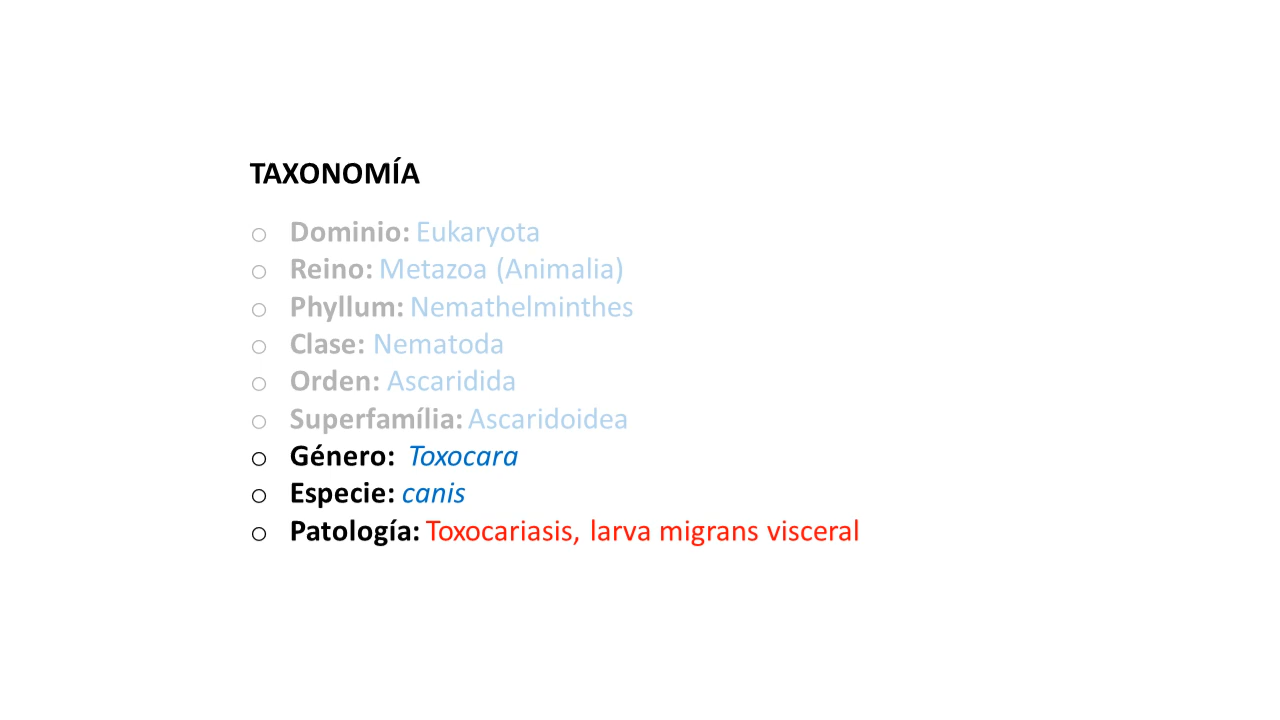 TAXONOMÍA
o Dominio: Eukaryota
o Reino: Metazoa (Animalia)
o Phyllum: Nemathelminthes
o Clase: Nematoda
o Orden: Ascaridida
o Superfamília: Ascaridoidea
o Género: Toxocara
o Especie: canis
o Patología: Toxocariasis, larva migrans visceral